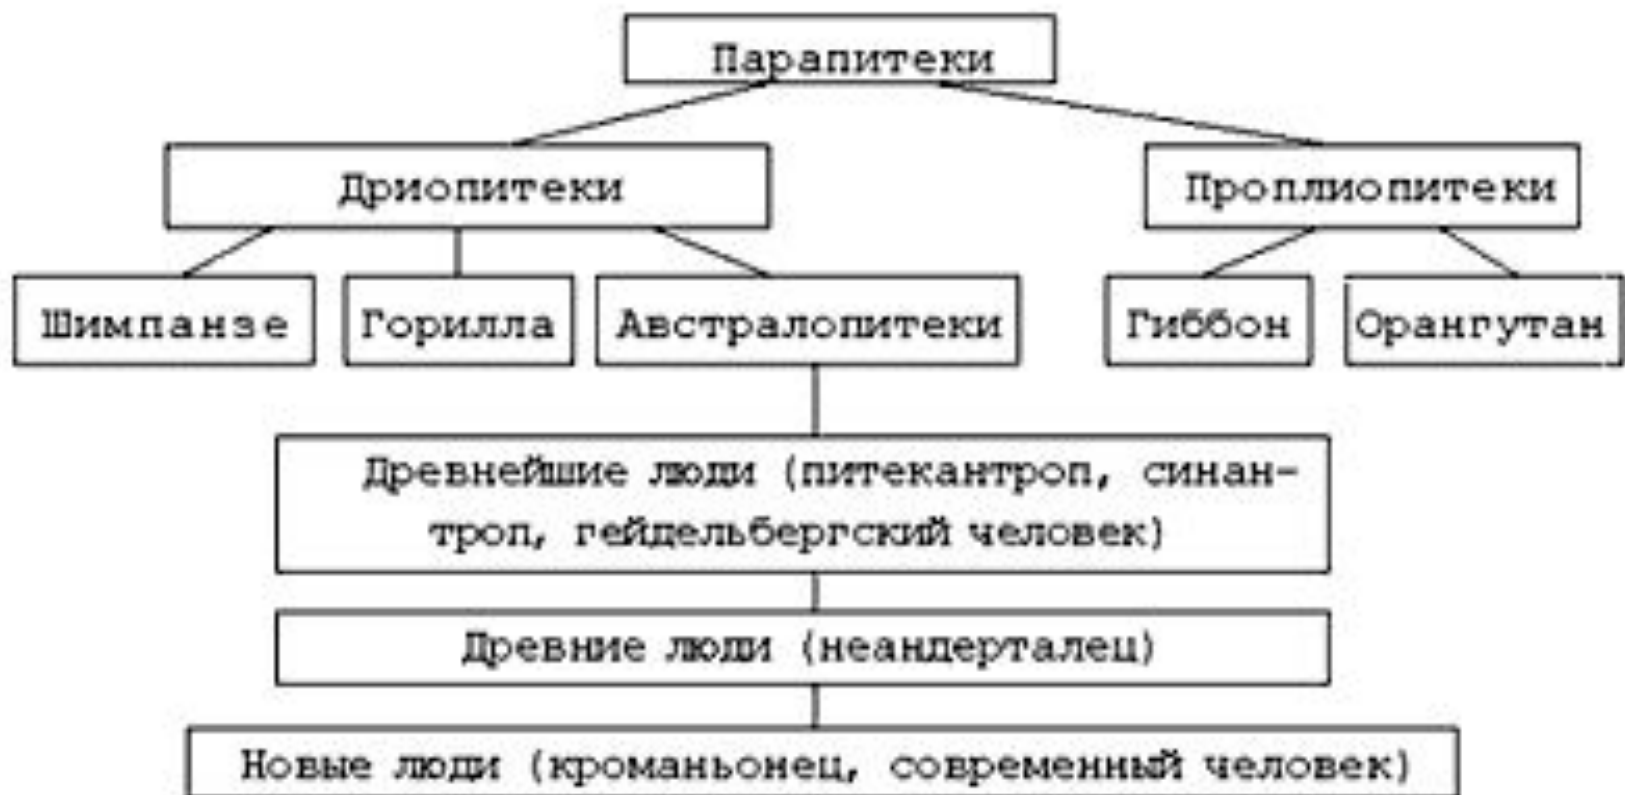 Парапитеки
Дриопитеки
Проплиопитеки
Шимпанзе
Горилла
Австралопитеки
Гиббон
Орангутан
Древнейшие люди (питекантроп, синан-
троп, гейдельбергский человек)
Древние люди (неандерталец)
Новые люди (кроманьонец, современный человек)